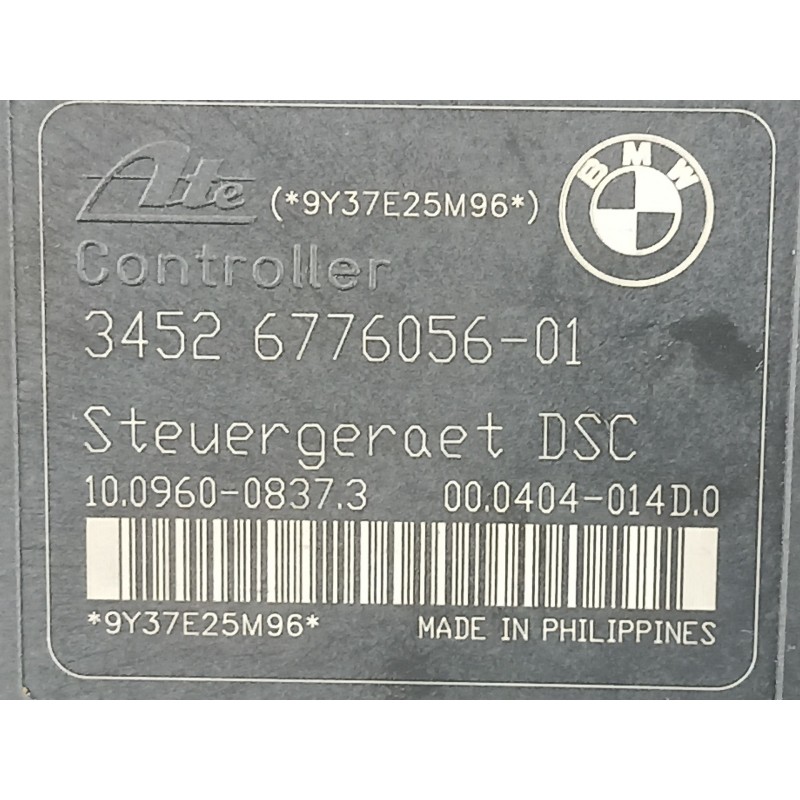 Ate (*9Y37E25M96*)
BMW
Controller
3452 6776056-01
Steuergeraet DSC
10.0960-0837.3 00.0404-014D.0
*9Y37E25M96* MADE IN PHILIPPINES